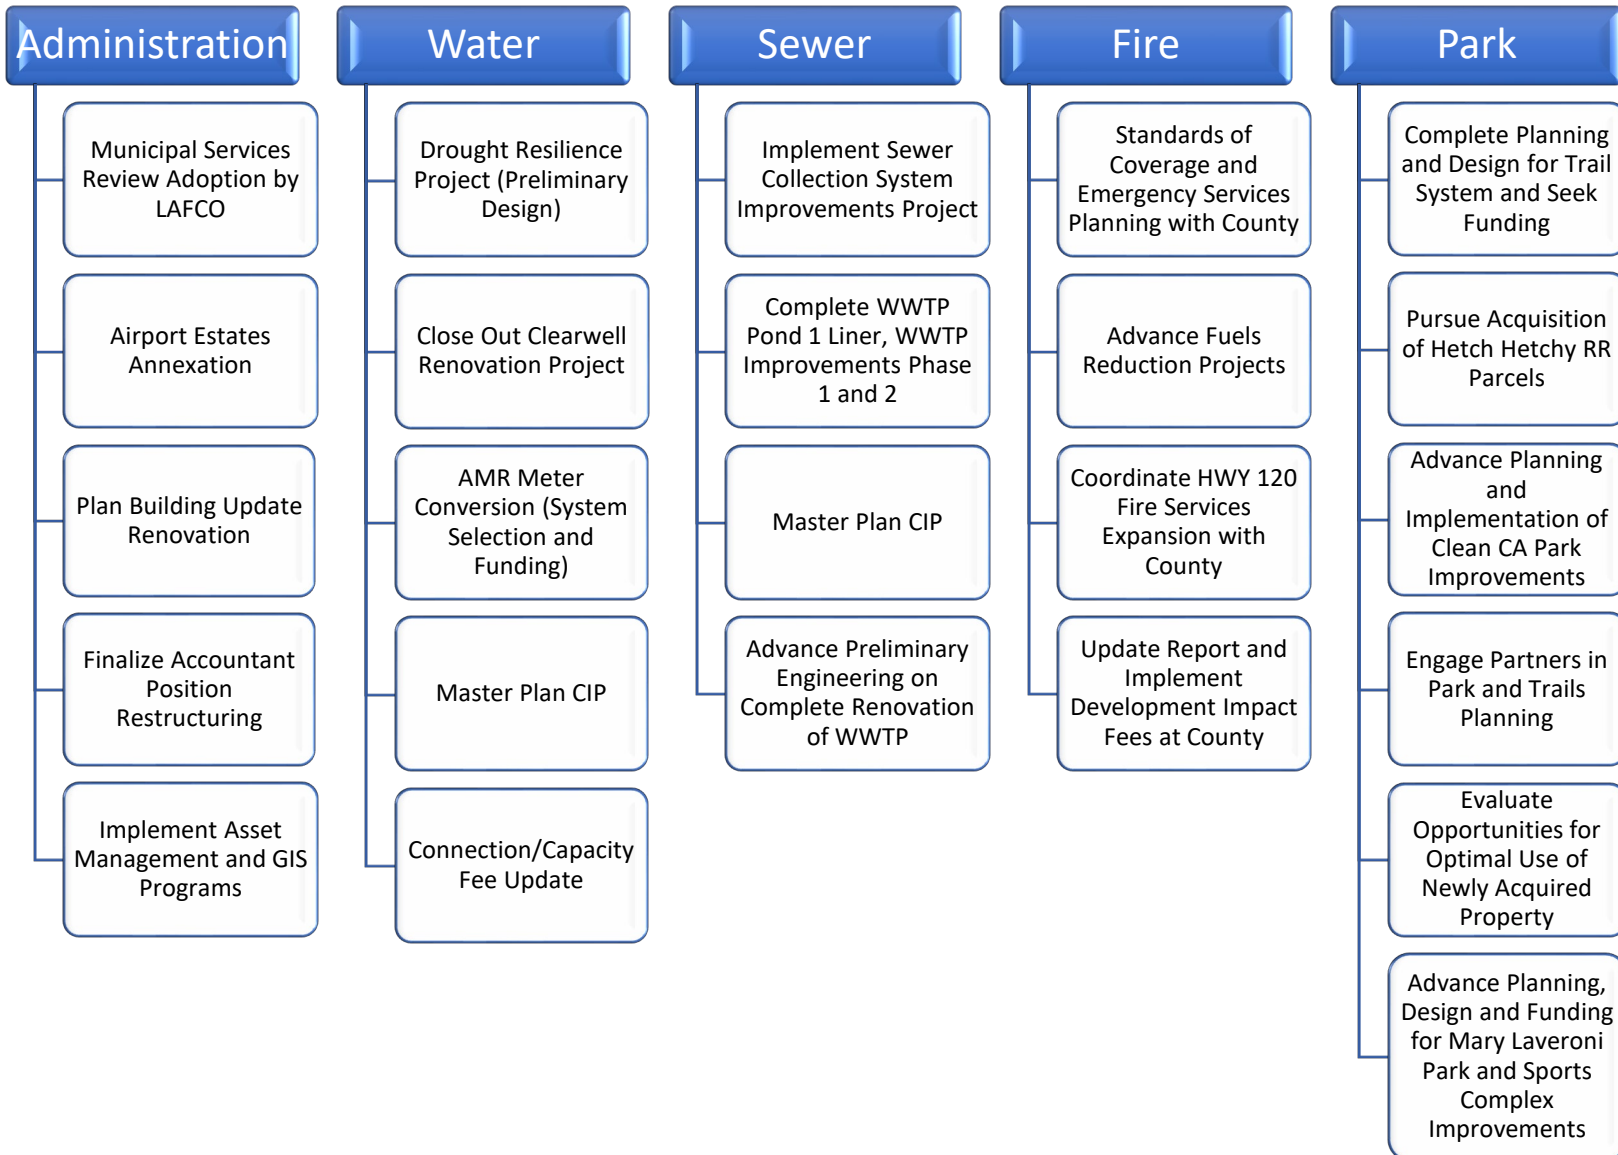 Administration
Municipal Services
Review Adoption by
LAFCO
Airport Estates
Annexation
Plan Building Update
Renovation
Finalize Accountant
Position
Restructuring
Implement Asset
Management and GIS
Programs
Water
Drought Resilience
Project (Preliminary
Design)
Close Out Clearwell
Renovation Project
AMR Meter
Conversion (System
Selection and
Funding)
Master Plan CIP
Connection/Capacity
Fee Update
Sewer
Implement Sewer
Collection System
Improvements Project
Complete WWTP
Pond 1 Liner, WWTP
Improvements Phase
1 and 2
Master Plan CIP
Advance Preliminary
Engineering on
Complete Renovation
of WWTP
Fire
Standards of
Coverage and
Emergency Services
Planning with County
Advance Fuels
Reduction Projects
Coordinate HWY 120
Fire Services
Expansion with
County
Update Report and
Implement
Development Impact
Fees at County
Park
Complete Planning
and Design for Trail
System and Seek
Funding
Pursue Acquisition
of Hetch Hetchy RR
Parcels
Advance Planning
and
Implementation of
Clean CA Park
Improvements
Engage Partners in
Park and Trails
Planning
Evaluate
Opportunities for
Optimal Use of
Newly Acquired
Property
Advance Planning,
Design and Funding
for Mary Laveroni
Park and Sports
Complex
Improvements